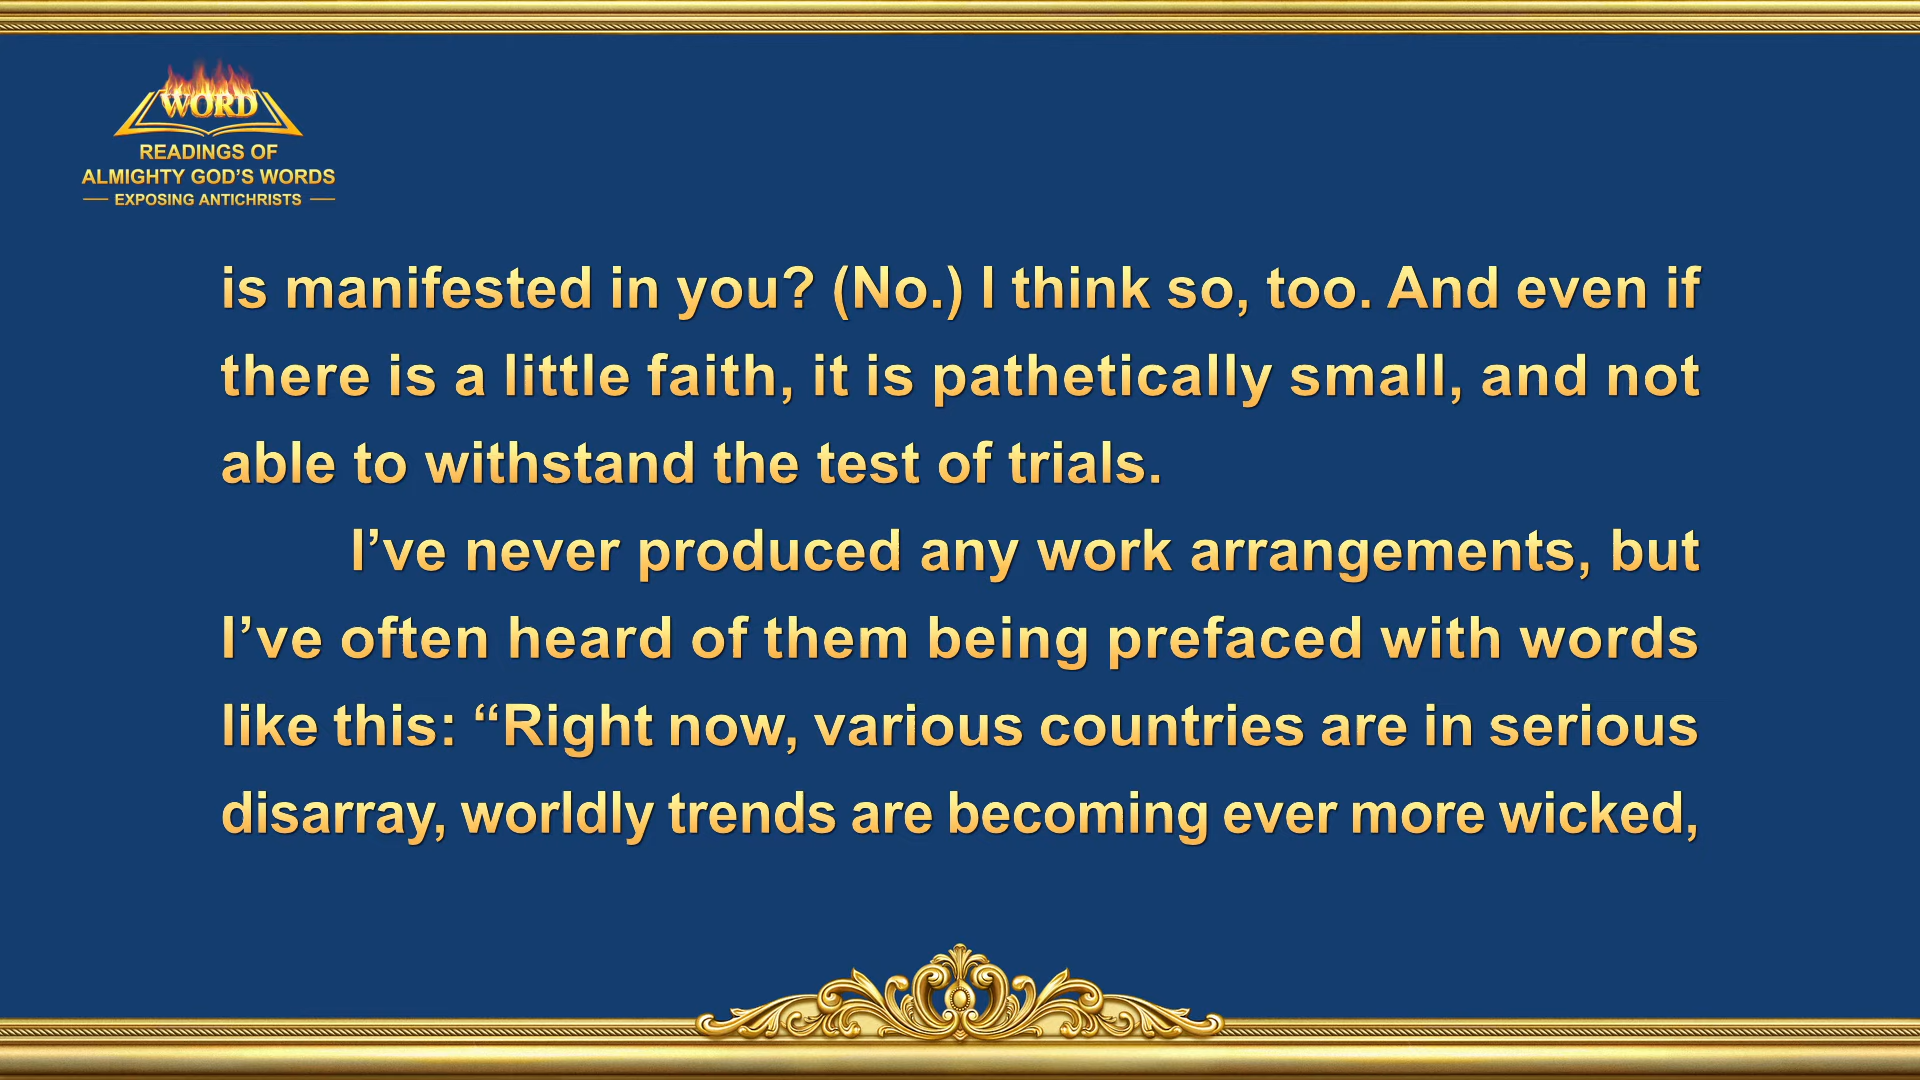 WORD
READINGS OF
ALMIGHTY GOD’S WORDS
EXPOSING ANTICHRISTS
is manifested in you? (No.) I think so, too. And even if
there is a little faith, it is pathetically small, and not
able to withstand the test of trials.
I’ve never produced any work arrangements, but
I’ve often heard of them being prefaced with words
like this: “Right now, various countries are in serious
disarray, worldly trends are becoming ever more wicked,